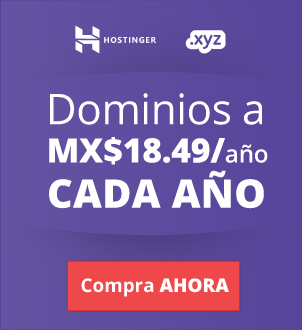 HOSTINGER .xyz
Dominios a
MX$18.49/año
CADA AÑO
Compra AHORA